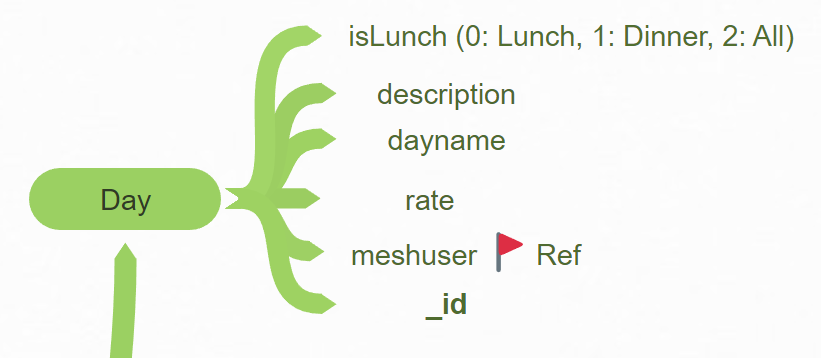 isLunch (0: Lunch, 1: Dinner, 2: All)
description
dayname
Day
rate
meshuser Ref
_id